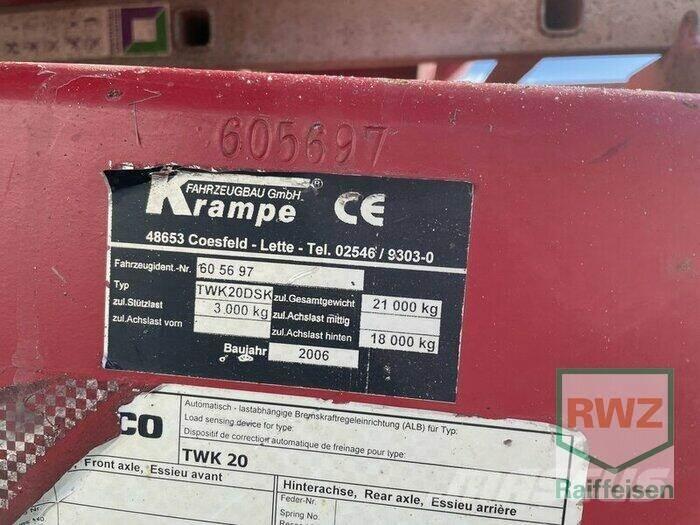 605697
FAHRZEUGBAU GmbH ®
Krampe CE
48653 Coesfeld - Lette - Tel. 02546 / 9303-0
Fahrzeugident.-Nr. 60 56 97
Typ TWK20DSK zul.Gesamtgewicht 21 000 kg
zul.Stützlast 3.000 kg zul.Achslast mittig
zul.Achslast vorn zul.Achslast hinten 18 000 kg
Baujahr 2006
Automatisch - lastabhängige Bremskraftregeleinrichtung (ALB) für Typ:
Load sensing device for type:
Dispositif de correction automatique de freinage pour type:
CO TWK 20
Front axle, Essieu avant
Hinterachse, Rear axle, Essieu arrière
Feder-Nr.
Spring No.
RWZ
Raiffeisen